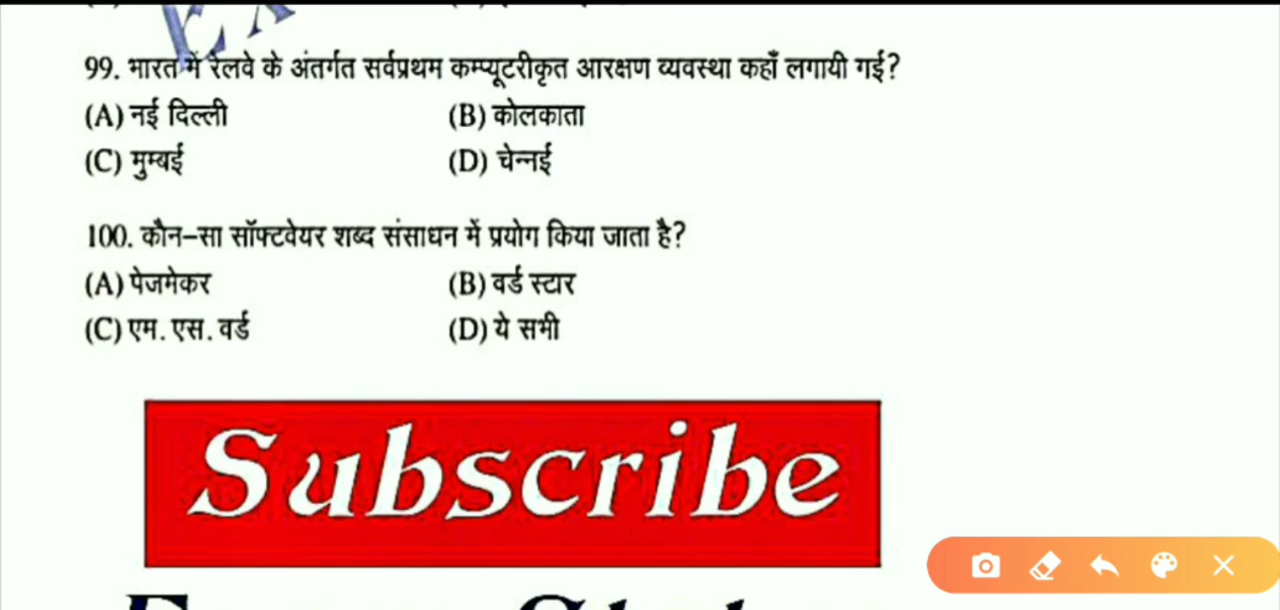 99. भारत में रेलवे के अंतर्गत सर्वप्रथम कम्प्यूटरीकृत आरक्षण व्यवस्था कहाँ लगायी गई?
(A) नई दिल्ली (B) कोलकाता
(C) मुम्बई (D) चेन्नई
100. कौन-सा सॉफ्टवेयर शब्द संसाधन में प्रयोग किया जाता है?
(A) पेजमेकर (B) वर्ड स्टार
(C) एम. एस. वर्ड (D) ये सभी
Subscribe